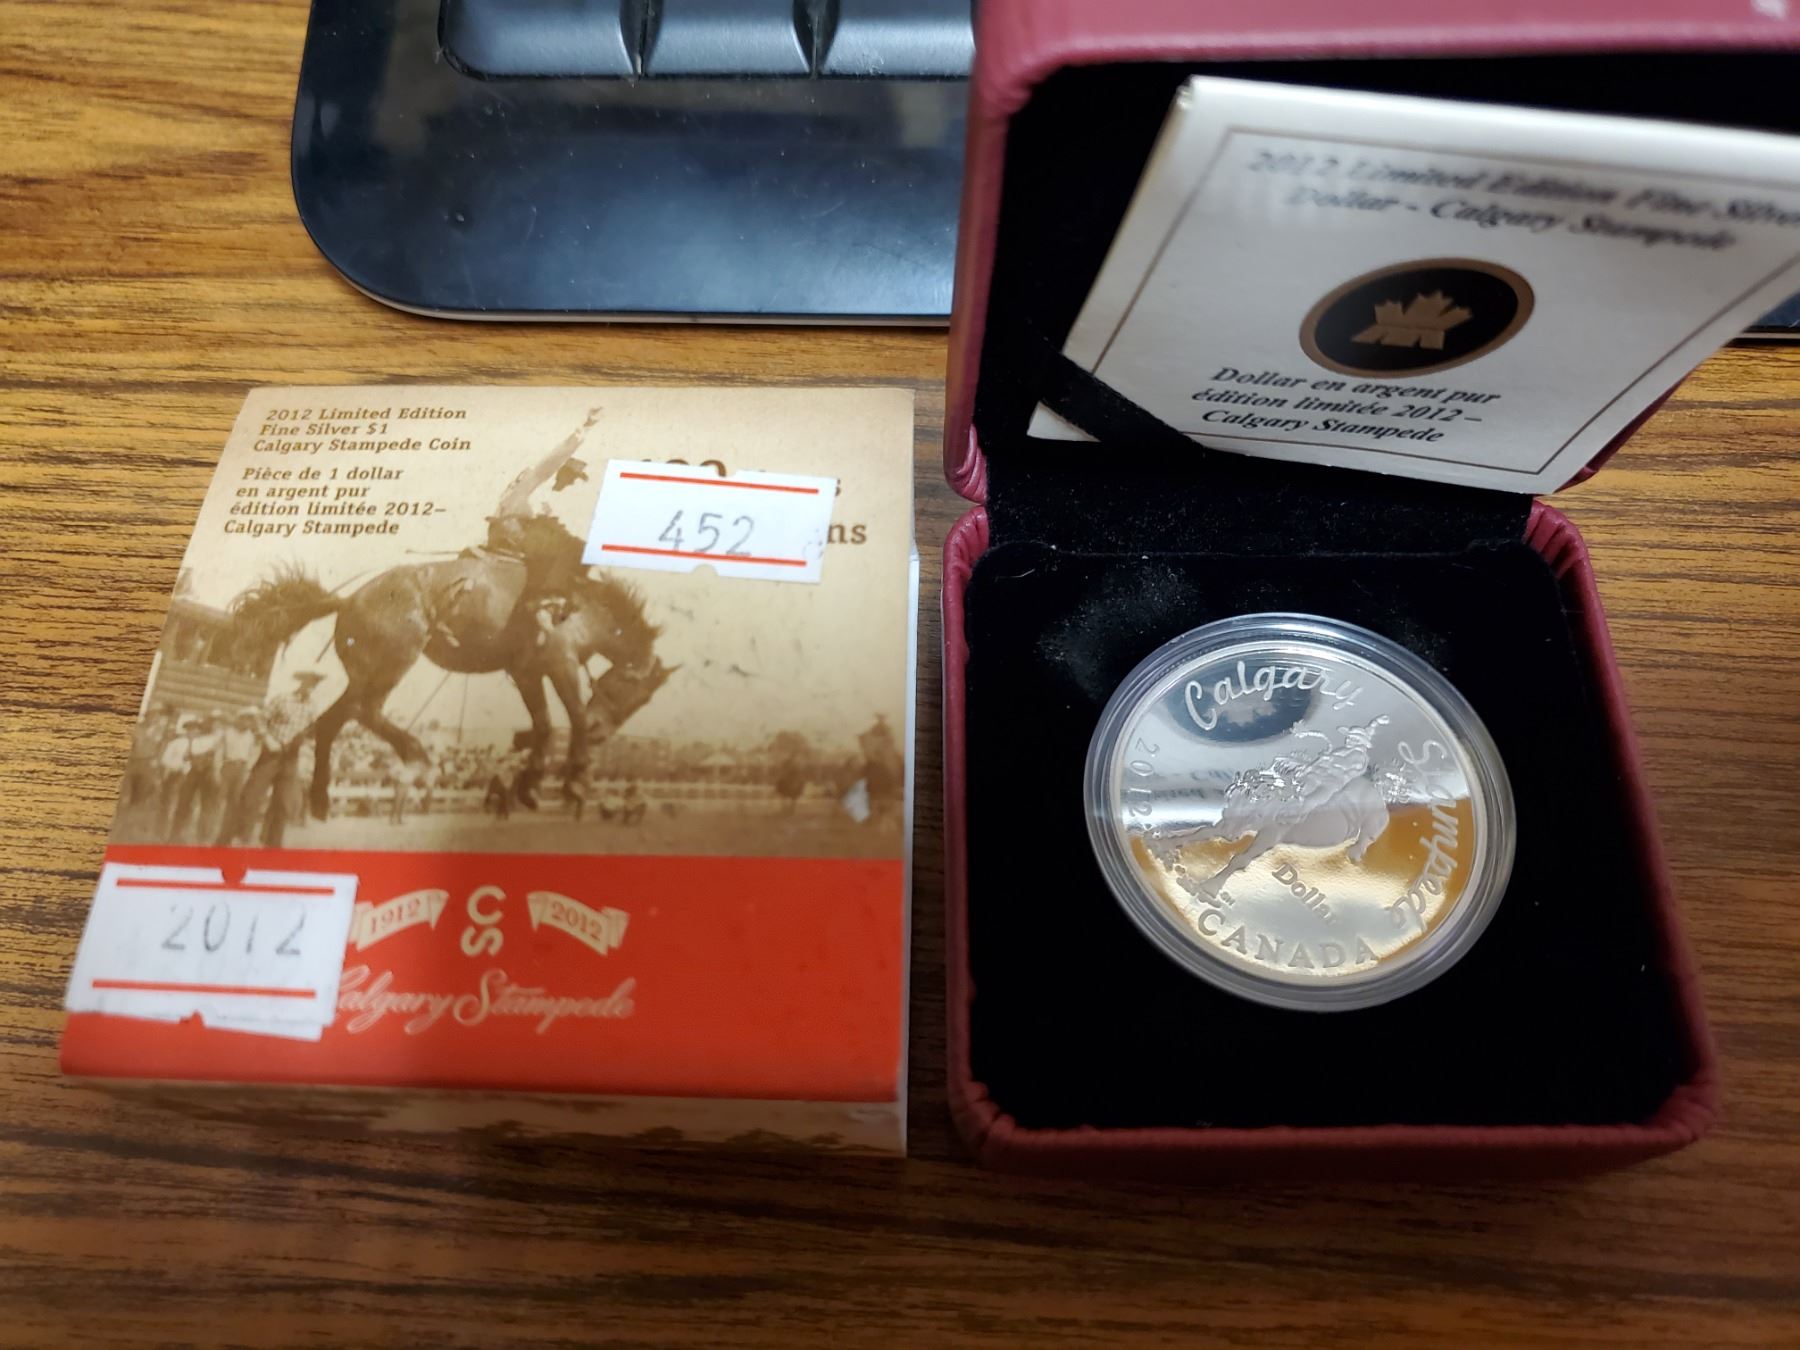 2012 Limited Edition
Fine Silver $1
Calgary Stampede Coin
Pièce de 1 dollar
en argent pur
édition limitée 2012–
Calgary Stampede
452
2012
1912
CS
2012
Calgary Stampede
2012 Limited Edition Fine Silver
Dollar - Calgary Stampede
Dollar en argent pur
édition limitée 2012 –
Calgary Stampede
Calgary Stampede
2012
Dollar
CANADA